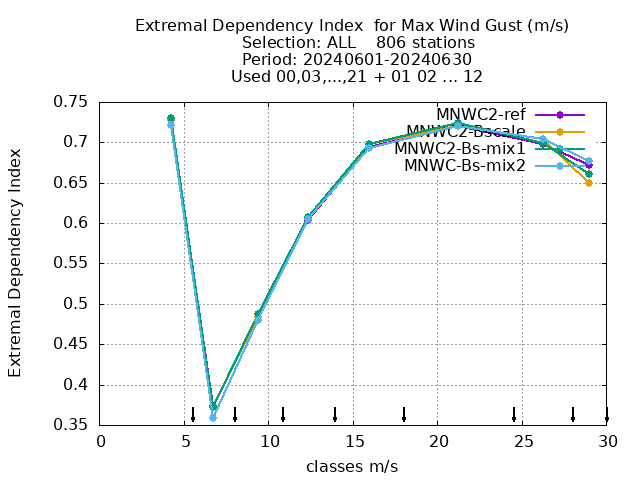 Extremal Dependency Index  for Max Wind Gust (m/s)
Selection: ALL    806 stations
Period: 20240601-20240630
Used 00,03,...,21 + 01 02 ... 12
Extremal Dependency Index
0.75
0.7
0.65
0.6
0.55
0.5
0.45
0.4
0.35
MNWC2-ref
MNWC2-Bscale
MNWC2-Bs-mix1
MNWC-Bs-mix2
0 5 10 15 20 25 30
classes m/s